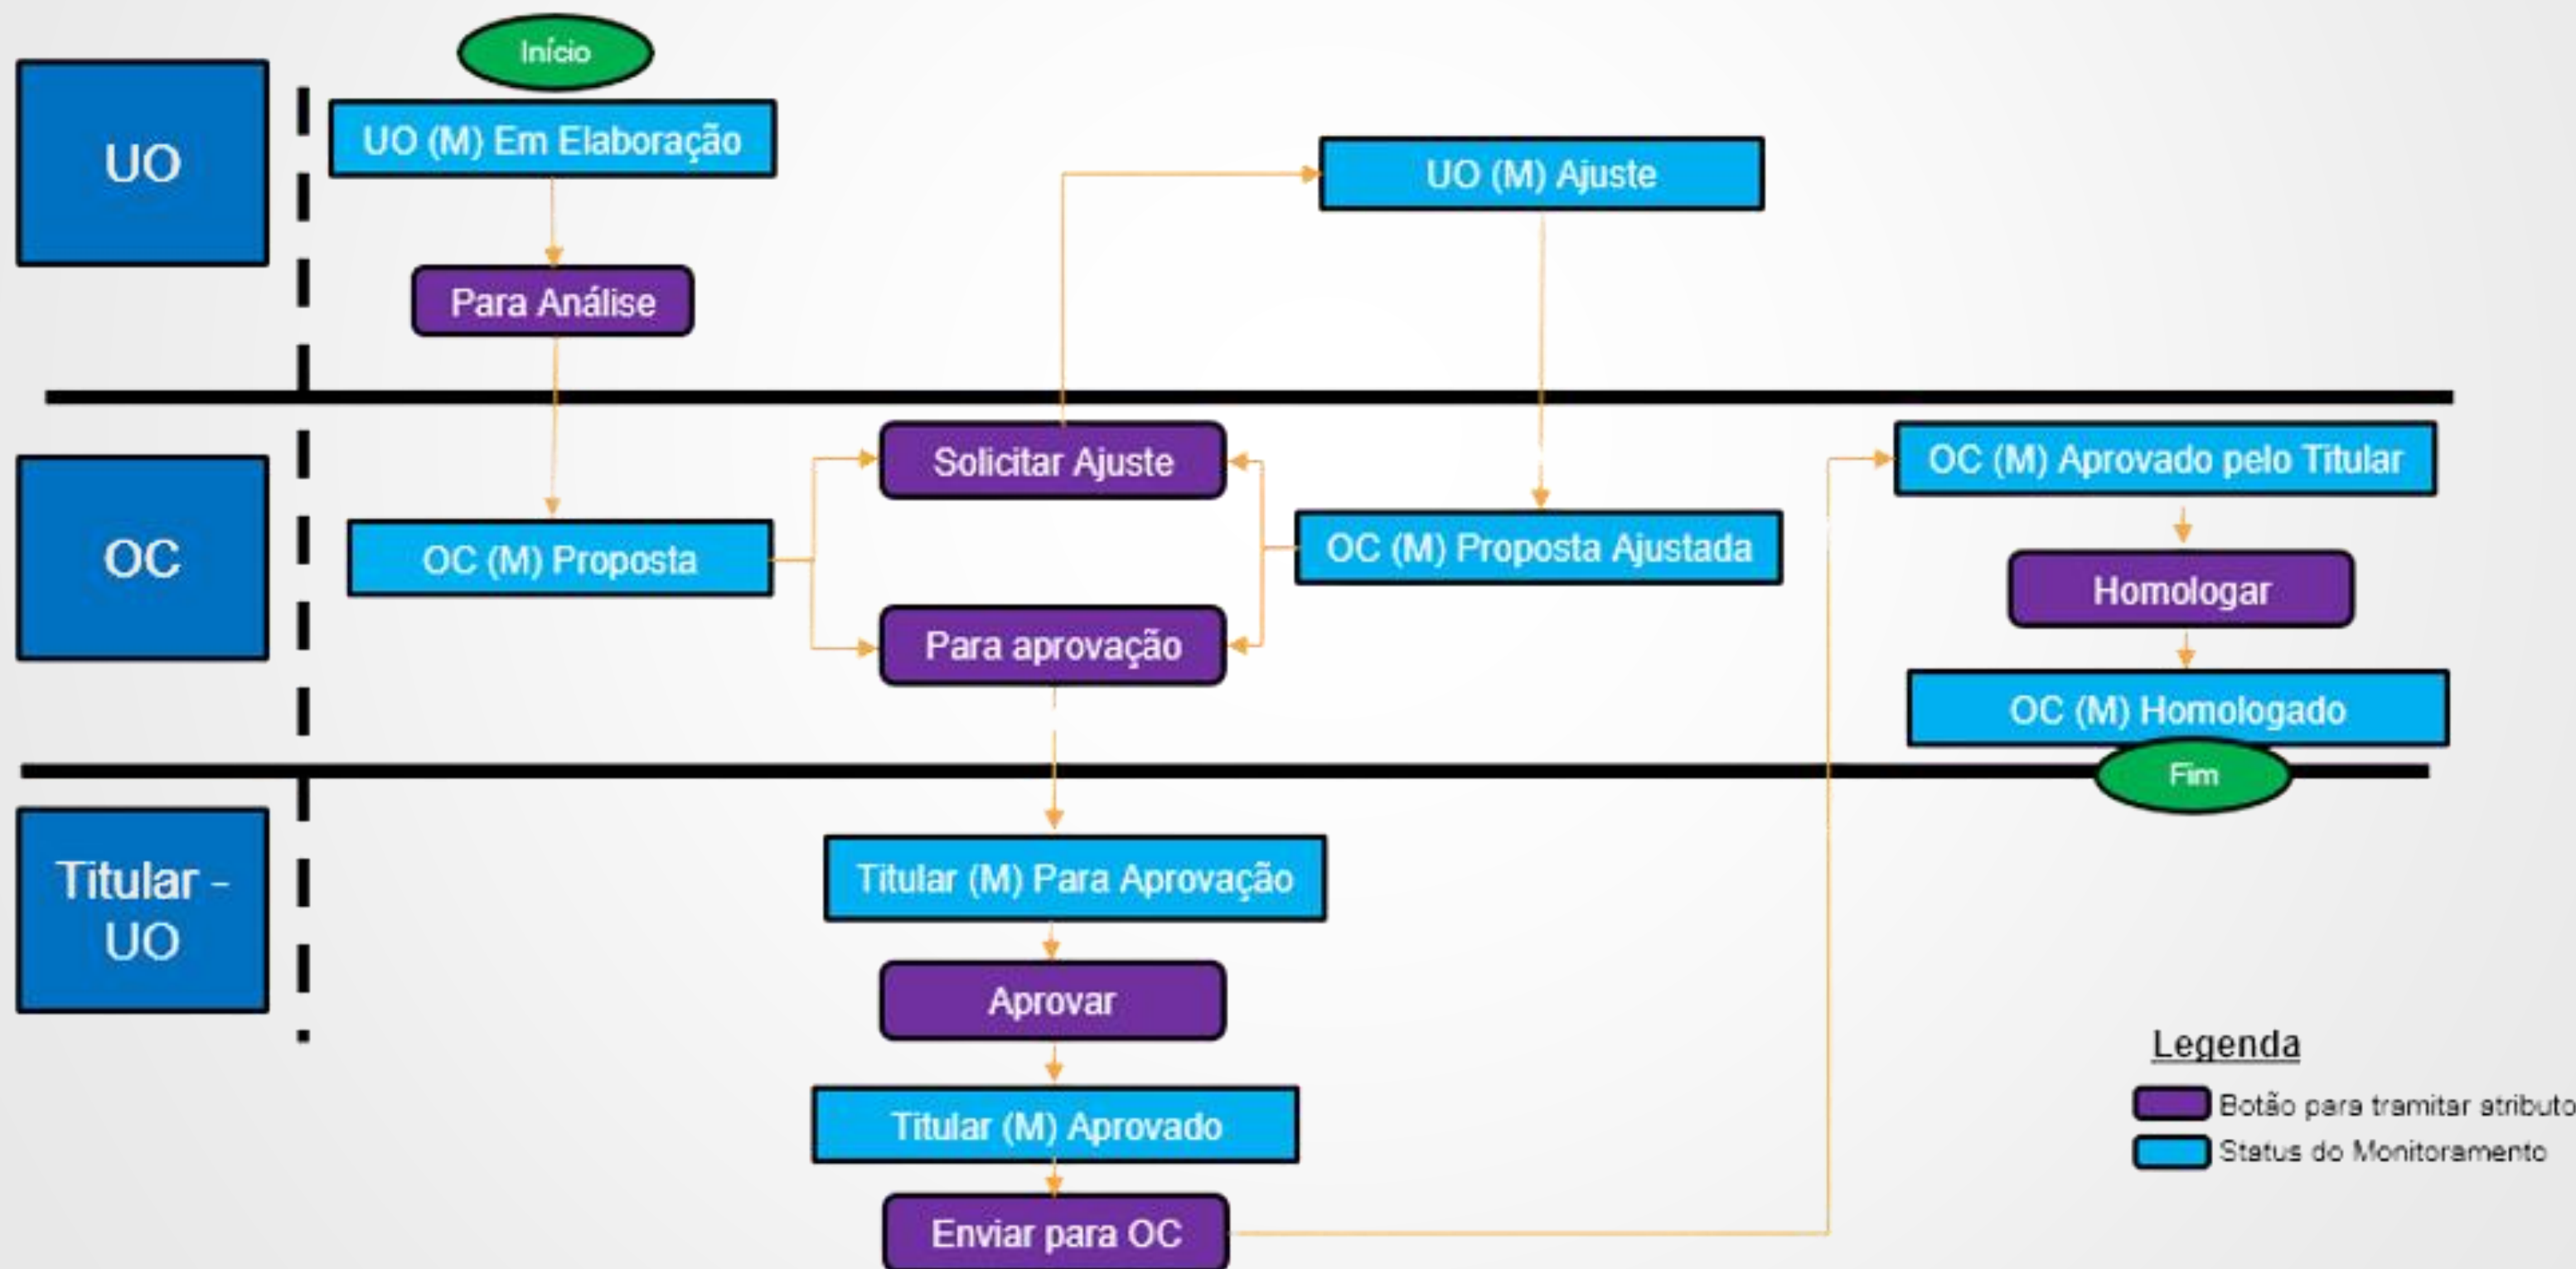 Início
UO
UO (M) Em Elaboração
UO (M) Ajuste
Para Análise
OC
Solicitar Ajuste
OC (M) Aprovado pelo Titular
OC (M) Proposta
OC (M) Proposta Ajustada
Homologar
Para aprovação
OC (M) Homologado
Fim
Titular -
UO
Titular (M) Para Aprovação
Aprovar
Titular (M) Aprovado
Enviar para OC
Legenda
Botão para tramitar atributo
Status do Monitoramento